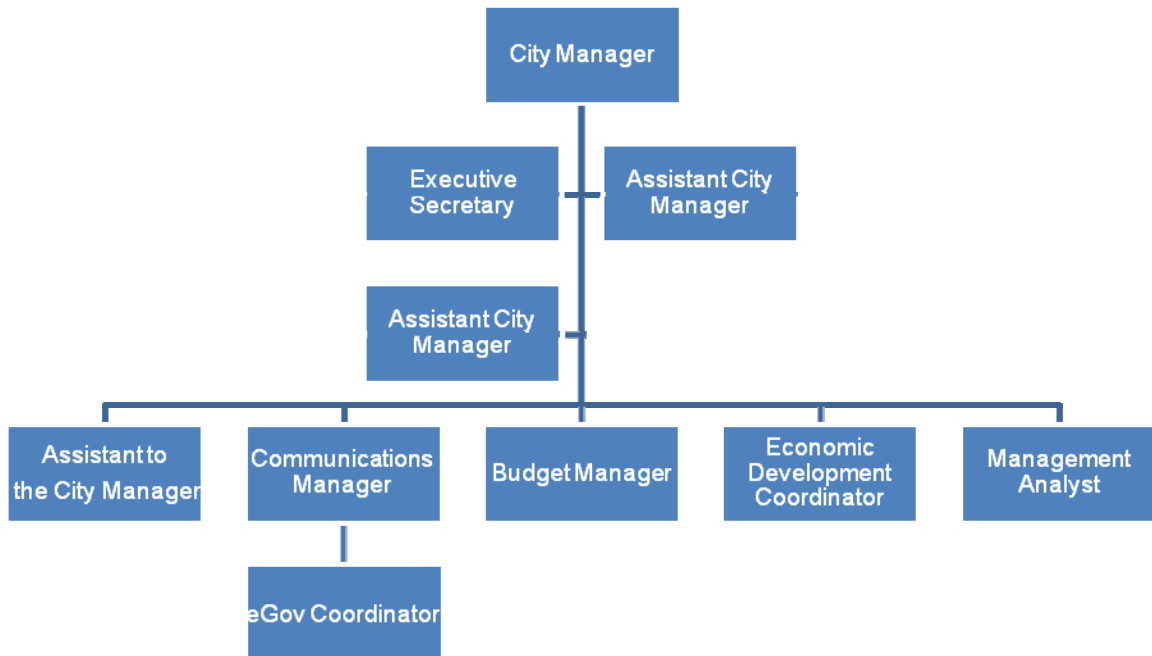 City Manager
Executive
Secretary
Assistant City
Manager
Assistant City
Manager
Assistant to
the City Manager
Communications
Manager
Budget Manager
Economic
Development
Coordinator
Management
Analyst
eGov Coordinator